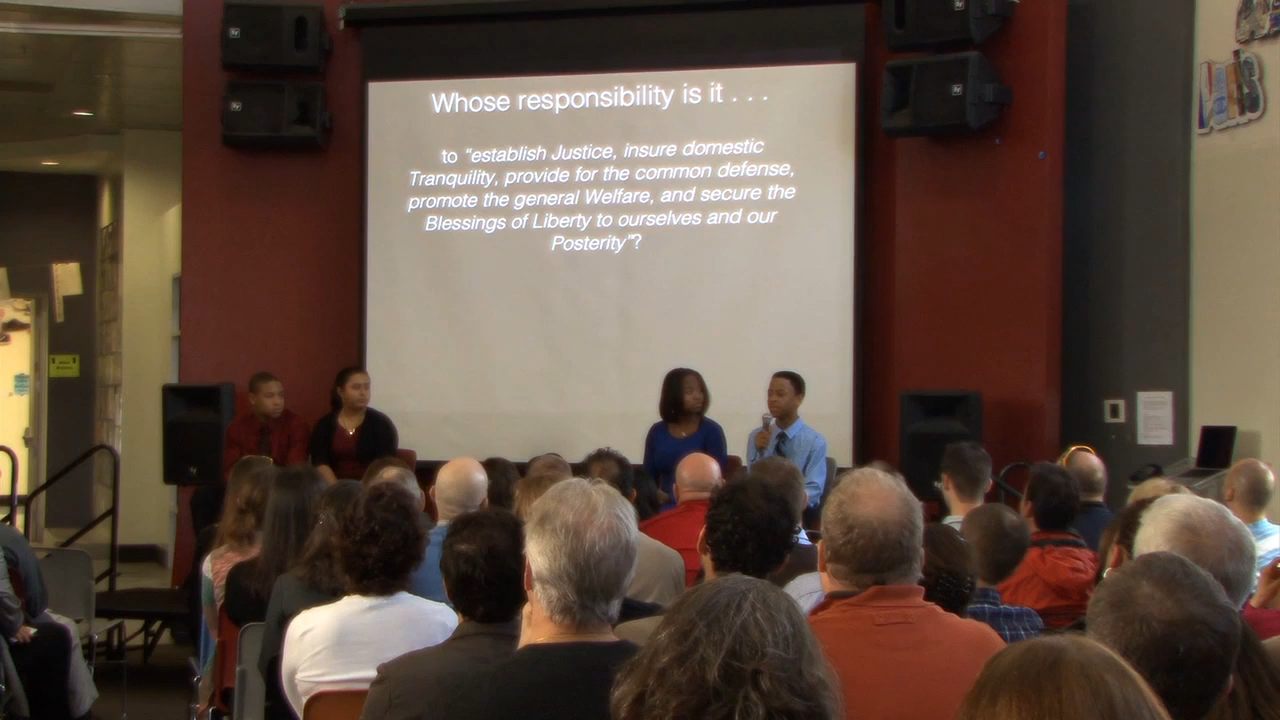 Whose responsibility is it . . .
to “establish Justice, insure domestic
Tranquility, provide for the common defense,
promote the general Welfare, and secure the
Blessings of Liberty to ourselves and our
Posterity”?